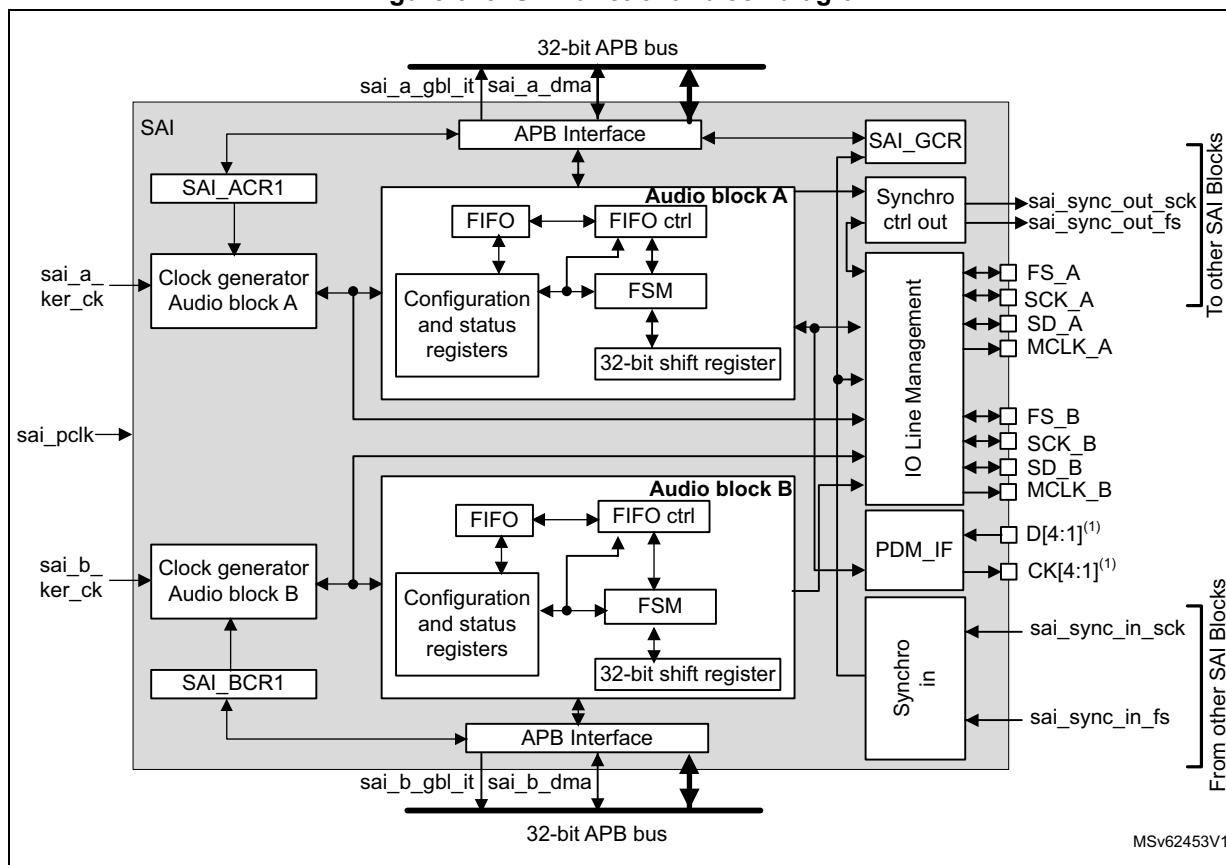 32-bit APB bus
sai_a_gbl_it
sai_a_dma
SAI
APB Interface
SAI_GCR
SAI_ACR1
Audio block A
Synchro
ctrl out
sai_sync_out_sck
sai_sync_out_fs
To other SAI Blocks
FIFO
FIFO ctrl
sai_a_
ker_ck
Clock generator
Audio block A
Configuration
and status
registers
FSM
32-bit shift register
IO Line Management
FS_A
SCK_A
SD_A
MCLK_A
sai_pclk
FS_B
SCK_B
SD_B
MCLK_B
Audio block B
FIFO
FIFO ctrl
PDM_IF
D[4:1](1)
CK[4:1](1)
sai_b_
ker_ck
Clock generator
Audio block B
Configuration
and status
registers
FSM
32-bit shift register
Synchro
in
sai_sync_in_sck
sai_sync_in_fs
From other SAI Blocks
SAI_BCR1
APB Interface
sai_b_gbl_it
sai_b_dma
32-bit APB bus
MSv62453V1